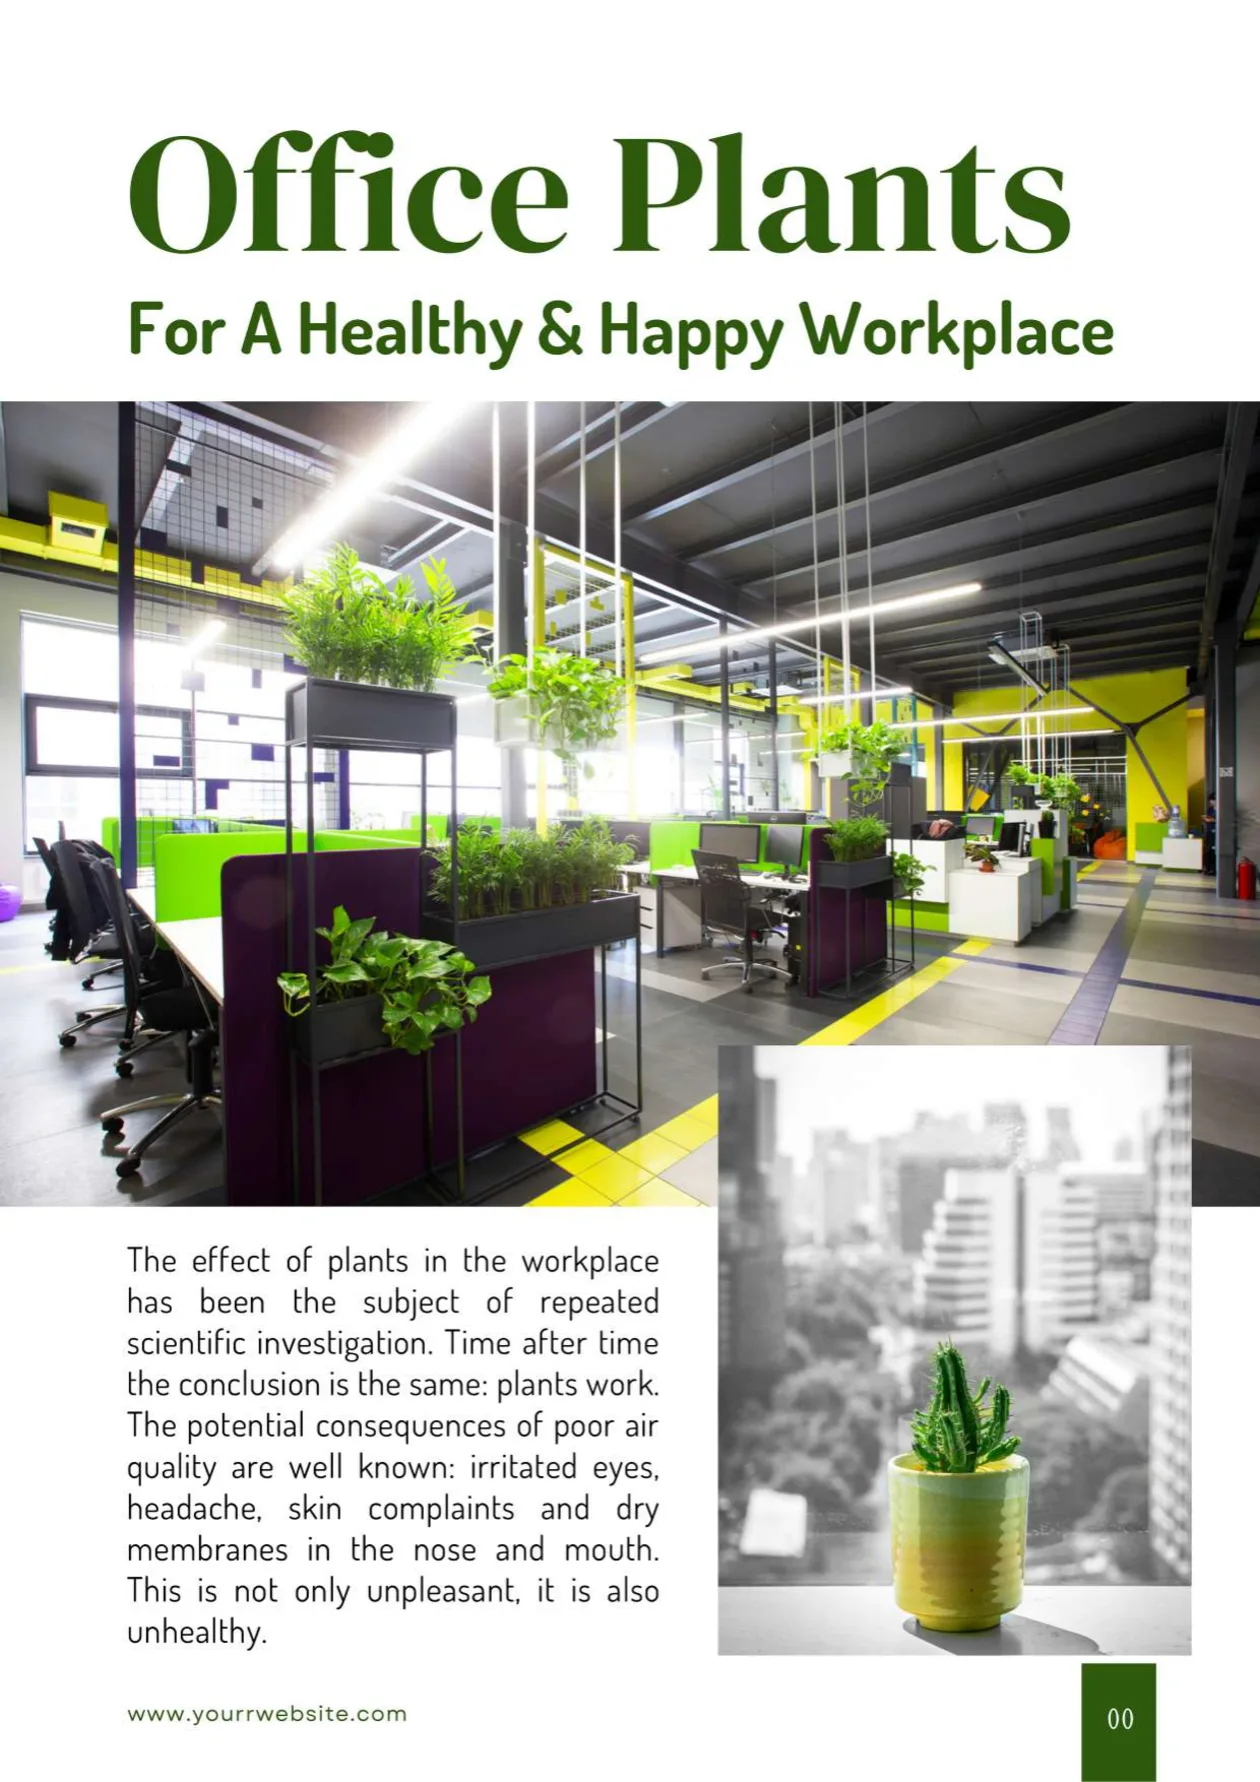 Office Plants
For A Healthy & Happy Workplace
The effect of plants in the workplace
has been the subject of repeated
scientific investigation. Time after time
the conclusion is the same: plants work.
The potential consequences of poor air
quality are well known: irritated eyes,
headache, skin complaints and dry
membranes in the nose and mouth.
This is not only unpleasant, it is also
unhealthy.
www.yourrwebsite.com
00